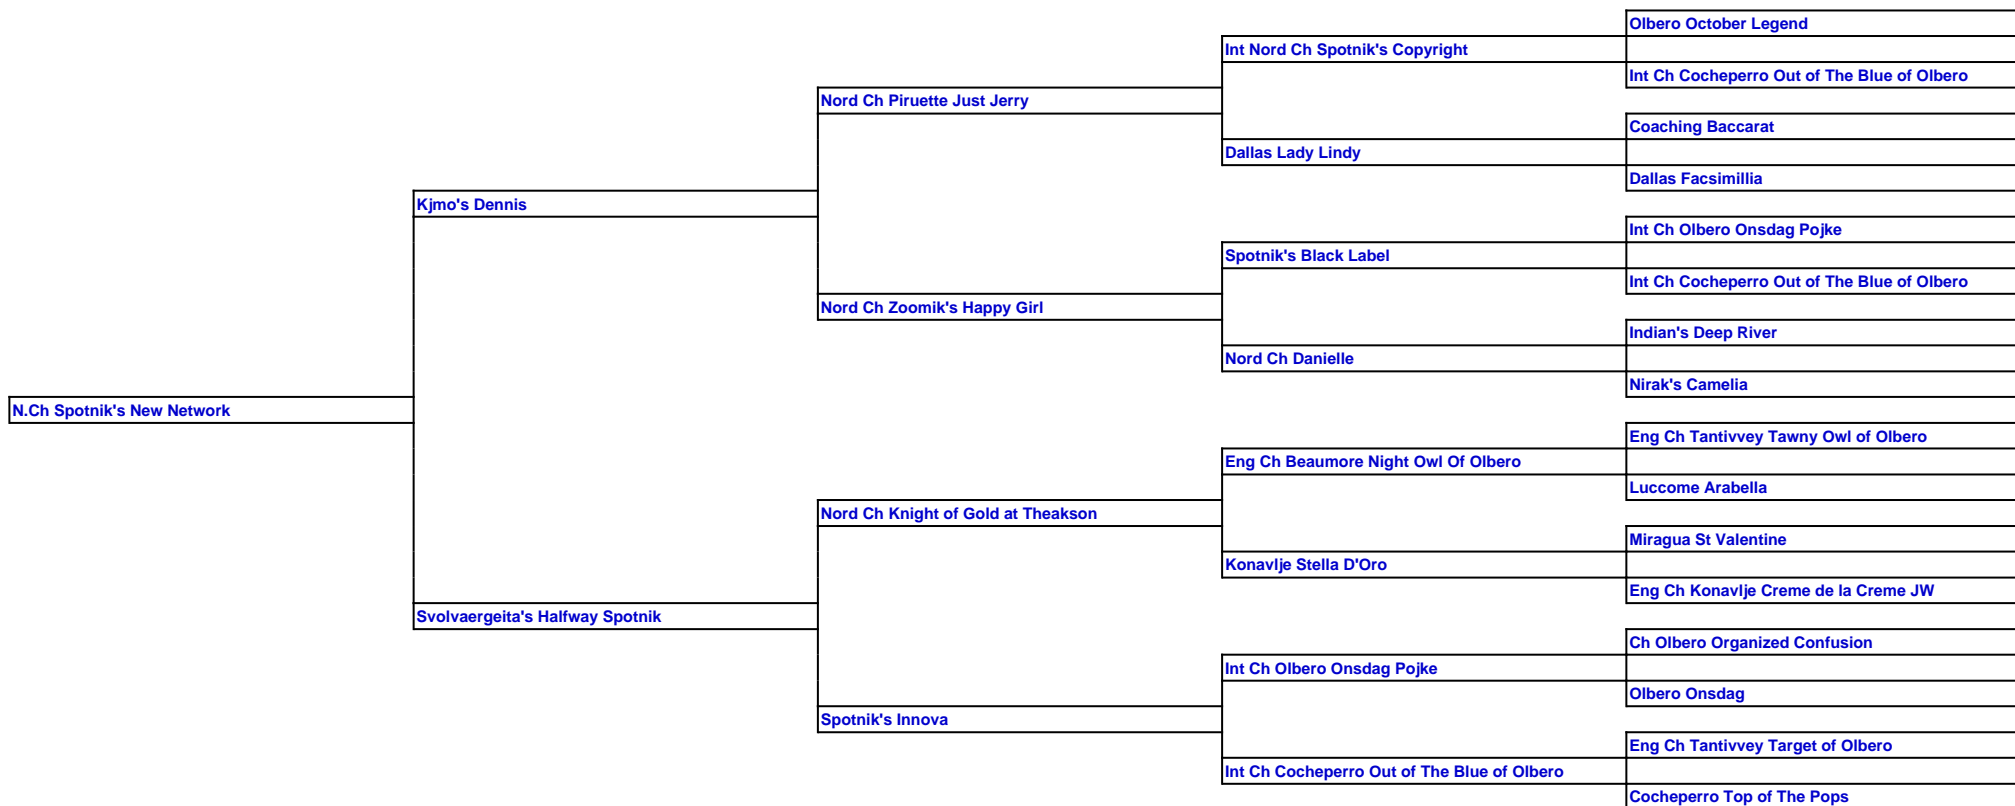 Olbero October Legend
Int Nord Ch Spotnik's Copyright
Int Ch Cocheperro Out of The Blue of Olbero
Nord Ch Piruette Just Jerry
Coaching Baccarat
Dallas Lady Lindy
Dallas Facsimillia
Kjmo's Dennis
Int Ch Olbero Onsdag Pojke
Spotnik's Black Label
Int Ch Cocheperro Out of The Blue of Olbero
Nord Ch Zoomik's Happy Girl
Indian's Deep River
Nord Ch Danielle
Nirak's Camelia
N.Ch Spotnik's New Network
Eng Ch Tantivvey Tawny Owl of Olbero
Eng Ch Beaumore Night Owl Of Olbero
Luccome Arabella
Nord Ch Knight of Gold at Theakson
Miragua St Valentine
Konavlje Stella D'Oro
Eng Ch Konavlje Creme de la Creme JW
Svolvaergeita's Halfway Spotnik
Ch Olbero Organized Confusion
Int Ch Olbero Onsdag Pojke
Olbero Onsdag
Spotnik's Innova
Eng Ch Tantivvey Target of Olbero
Int Ch Cocheperro Out of The Blue of Olbero
Cocheperro Top of The Pops